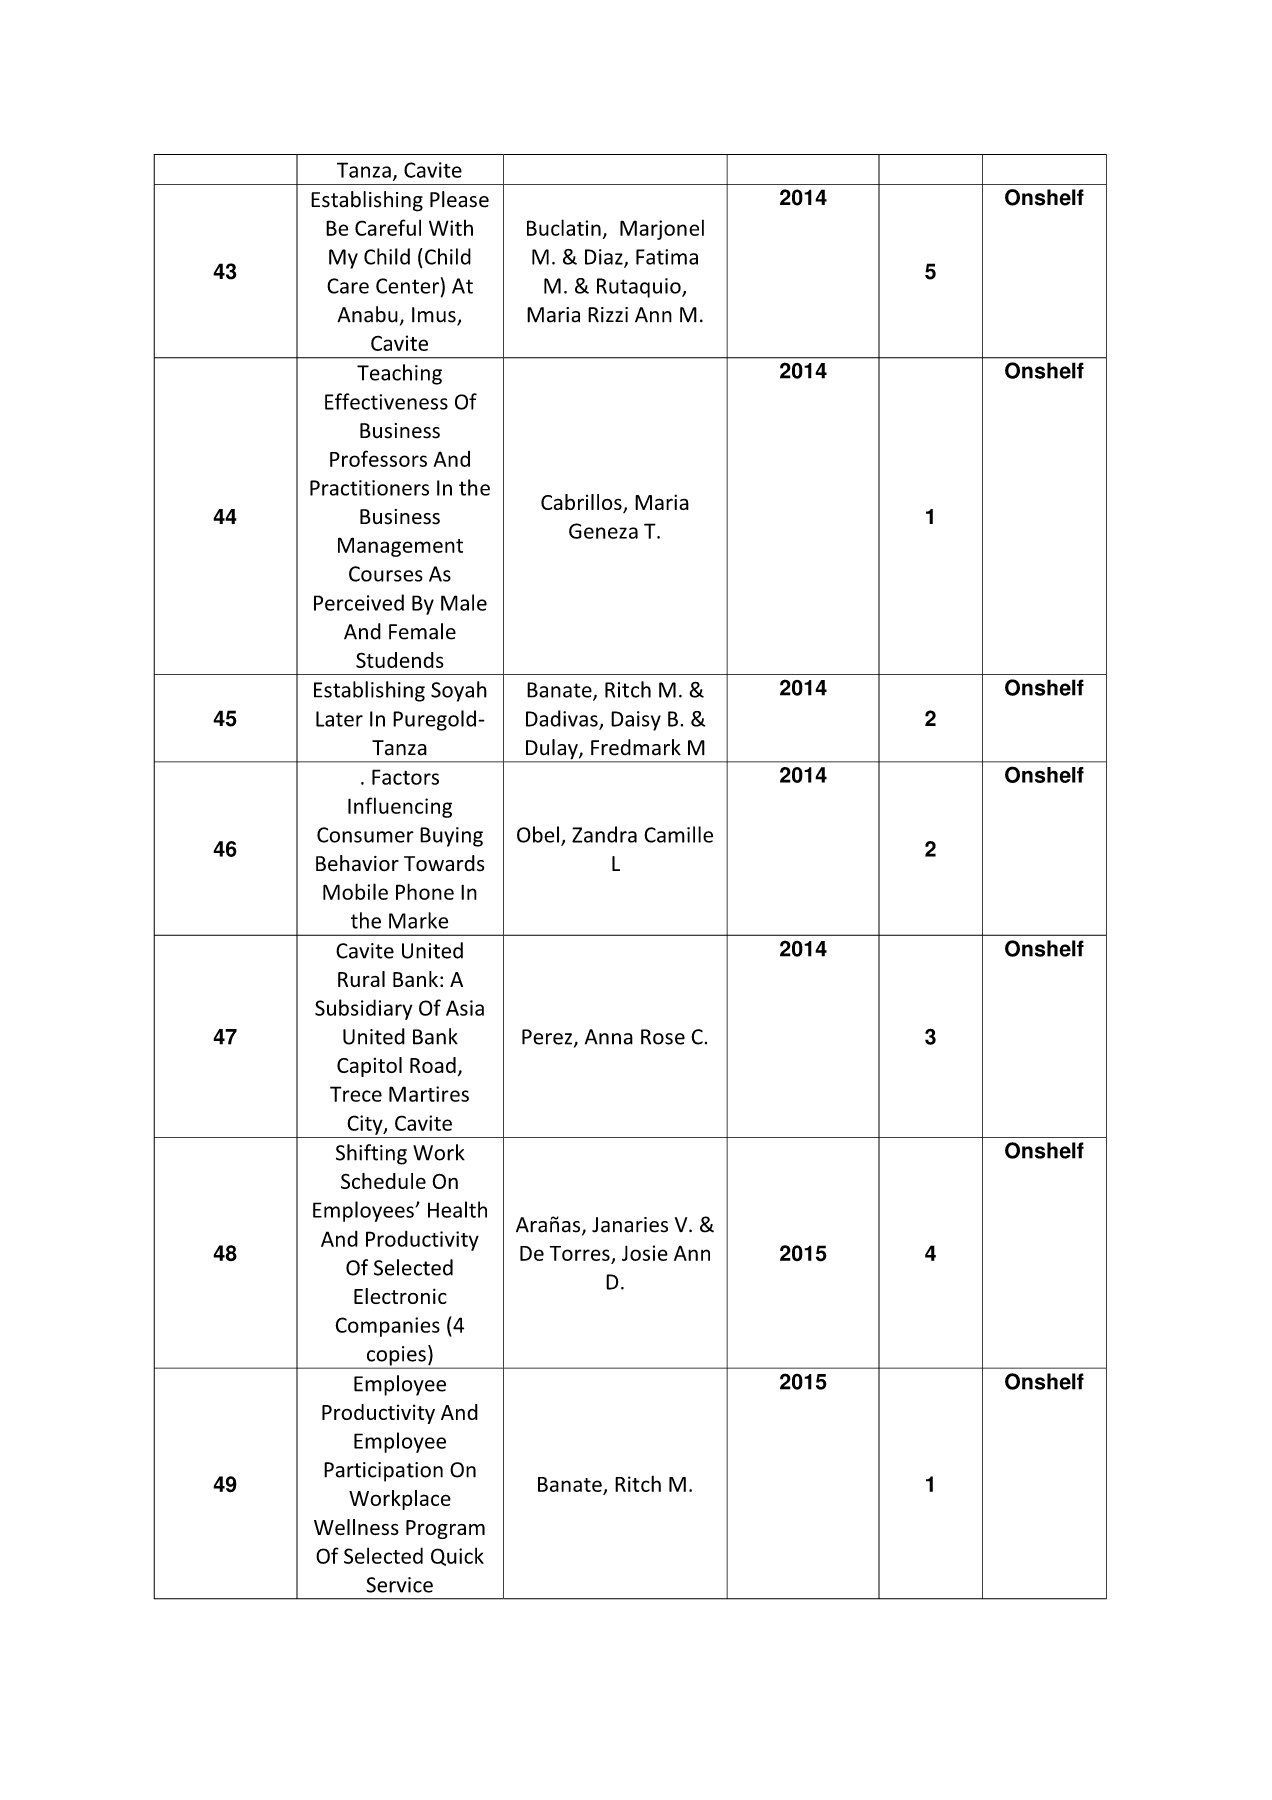 Tanza, Cavite
43
Establishing Please
Be Careful With
My Child (Child
Care Center) At
Anabu, Imus,
Cavite
Buclatin,  Marjonel
M. & Diaz, Fatima
M. & Rutaquio,
Maria Rizzi Ann M.
2014
5
Onshelf
44
Teaching
Effectiveness Of
Business
Professors And
Practitioners In the
Business
Management
Courses As
Perceived By Male
And Female
Studends
Cabrillos, Maria
Geneza T.
2014
1
Onshelf
45
Establishing Soyah
Later In Puregold-
Tanza
Banate, Ritch M. &
Dadivas, Daisy B. &
Dulay, Fredmark M
2014
2
Onshelf
46
. Factors
Influencing
Consumer Buying
Behavior Towards
Mobile Phone In
the Marke
Obel, Zandra Camille
L
2014
2
Onshelf
47
Cavite United
Rural Bank: A
Subsidiary Of Asia
United Bank
Capitol Road,
Trece Martires
City, Cavite
Perez, Anna Rose C.
2014
3
Onshelf
48
Shifting Work
Schedule On
Employees’ Health
And Productivity
Of Selected
Electronic
Companies (4
copies)
Arañas, Janaries V. &
De Torres, Josie Ann
D.
2015
4
Onshelf
49
Employee
Productivity And
Employee
Participation On
Workplace
Wellness Program
Of Selected Quick
Service
Banate, Ritch M.
2015
1
Onshelf